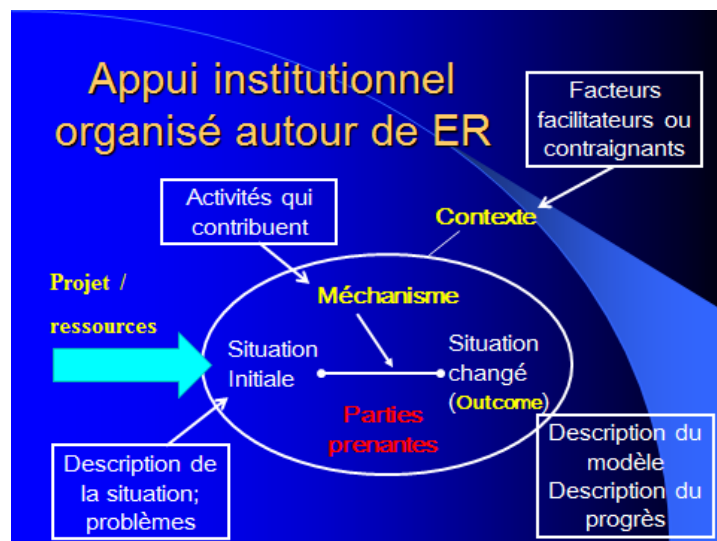 Appui institutionnel
organisé autour de ER
Facteurs
facilitateurs ou
contraignants
Activités qui
contribuent
Contexte
Projet /
ressources
Méchanisme
Situation
Initiale
Situation
changé
(Outcome)
Parties
prenantes
Description de
la situation;
problèmes
Description du
modèle
Description du
progrès